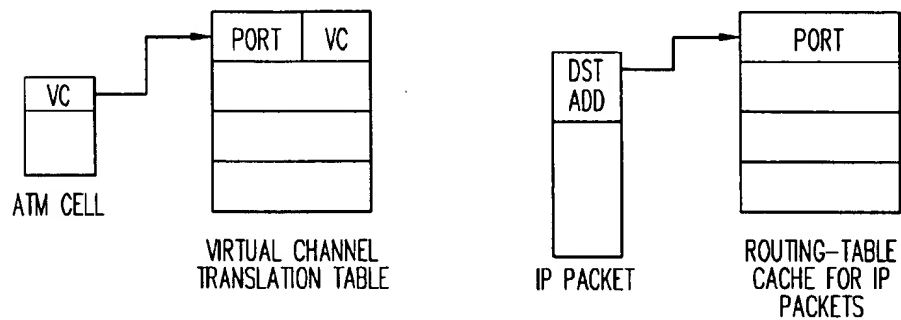 PORT VC
VC
ATM CELL
VIRTUAL CHANNEL
TRANSLATION TABLE
DST
ADD
IP PACKET
PORT
ROUTING-TABLE
CACHE FOR IP
PACKETS